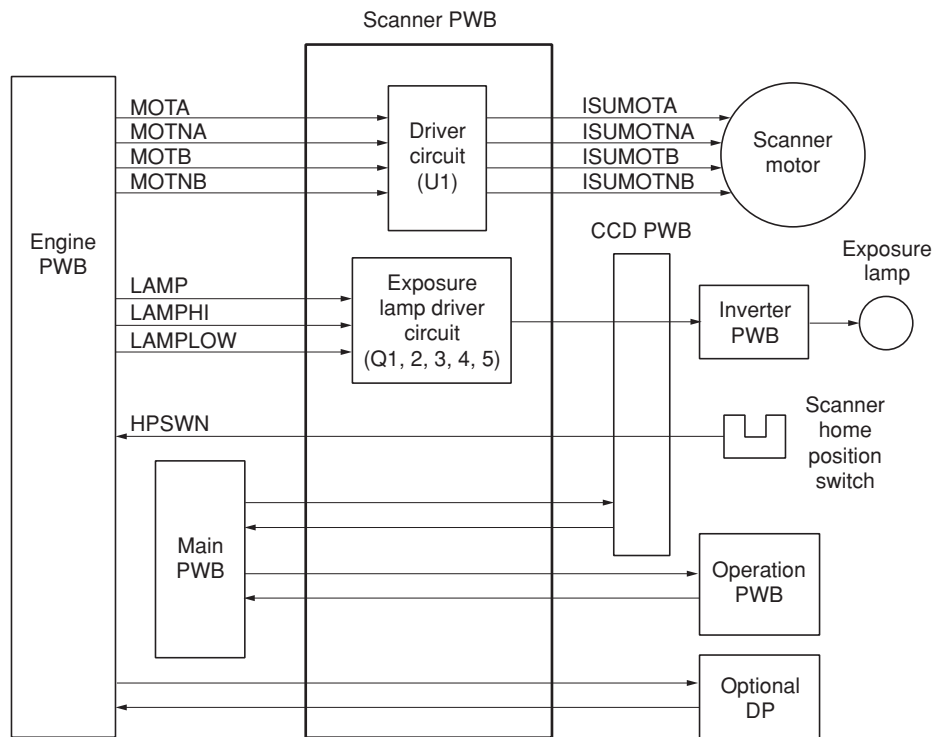 Scanner PWB
MOTA
MOTNA
MOTB
MOTNB
Driver
circuit
(U1)
ISUMOTA
ISUMOTNA
ISUMOTB
ISUMOTNB
Scanner
motor
Engine
PWB
CCD PWB
LAMP
LAMPHI
LAMPLOW
Exposure
lamp driver
circuit
(Q1, 2, 3, 4, 5)
Inverter
PWB
Exposure
lamp
HPSWN
Scanner
home
position
switch
Main
PWB
Operation
PWB
Optional
DP